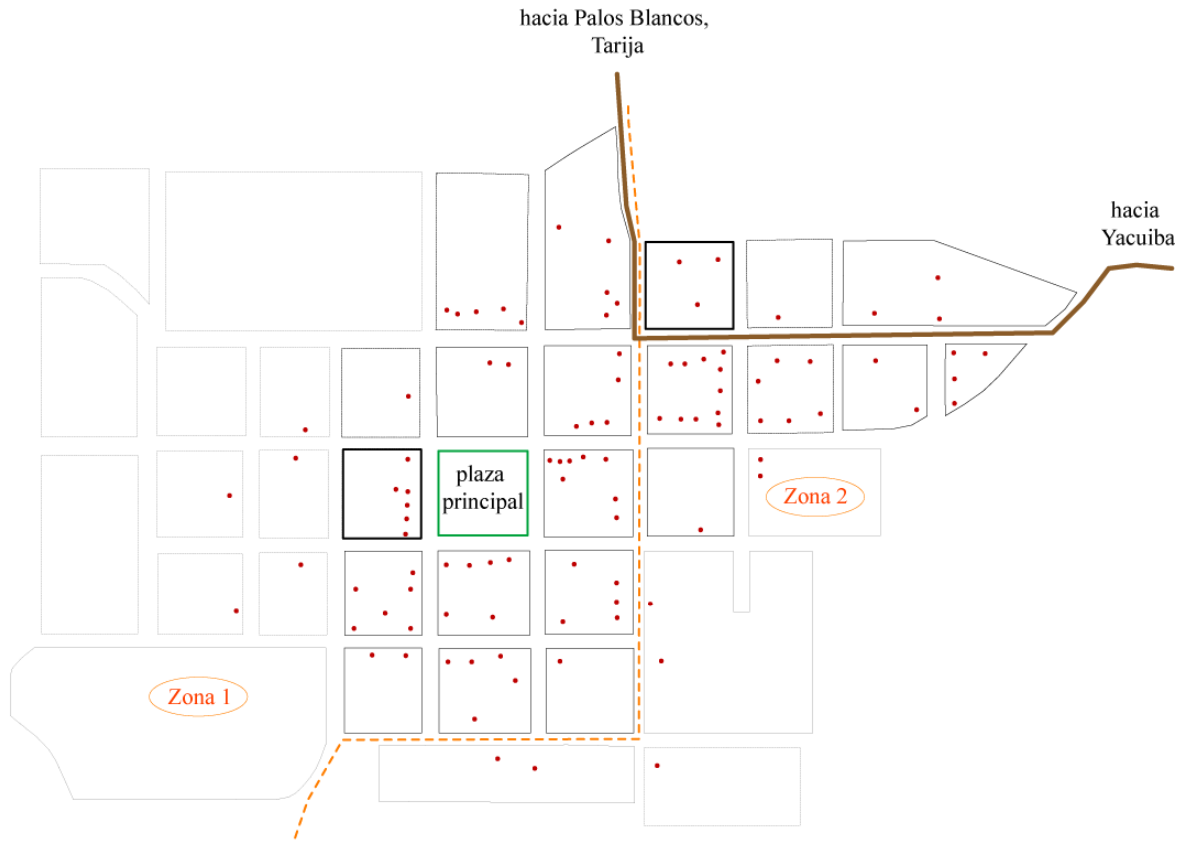 hacia Palos Blancos,
Tarija
hacia
Yacuiba
plaza
principal
Zona 2
Zona 1